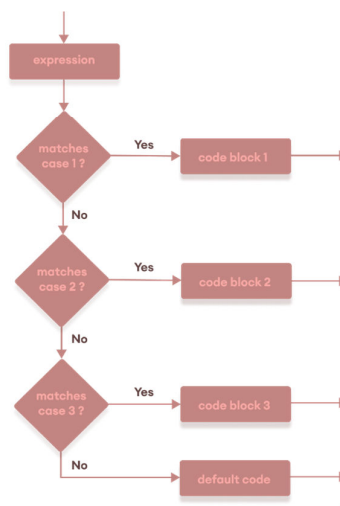 expression
matches
case 1 ?
Yes
code block 1
No
matches
case 2 ?
Yes
code block 2
No
matches
case 3 ?
Yes
code block 3
No
default code